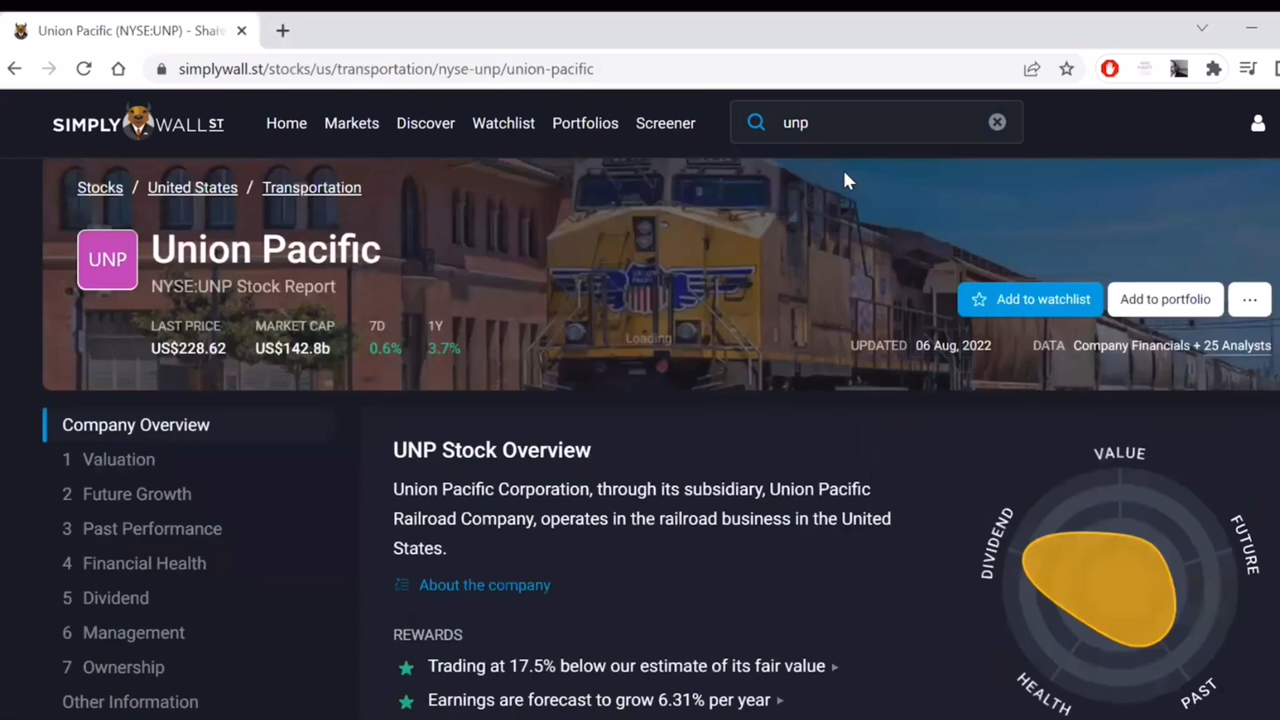 Union Pacific (NYSE:UNP) - Share
simplywall.st/stocks/us/transportation/nyse-unp/union-pacific
SIMPLY WALL ST
Home Markets Discover Watchlist Portfolios Screener
unp
Stocks / United States / Transportation
UNP
Union Pacific
NYSE:UNP Stock Report
LAST PRICE MARKET CAP 7D 1Y
US$228.62 US$142.8b 0.6% 3.7%
Loading
Add to watchlist Add to portfolio ...
UPDATED 06 Aug, 2022 DATA Company Financials + 25 Analysts
Company Overview
1 Valuation
2 Future Growth
3 Past Performance
4 Financial Health
5 Dividend
6 Management
7 Ownership
Other Information
UNP Stock Overview
Union Pacific Corporation, through its subsidiary, Union Pacific
Railroad Company, operates in the railroad business in the United
States.
About the company
REWARDS
Trading at 17.5% below our estimate of its fair value
Earnings are forecast to grow 6.31% per year
VALUE
FUTURE
PAST
HEALTH
DIVIDEND